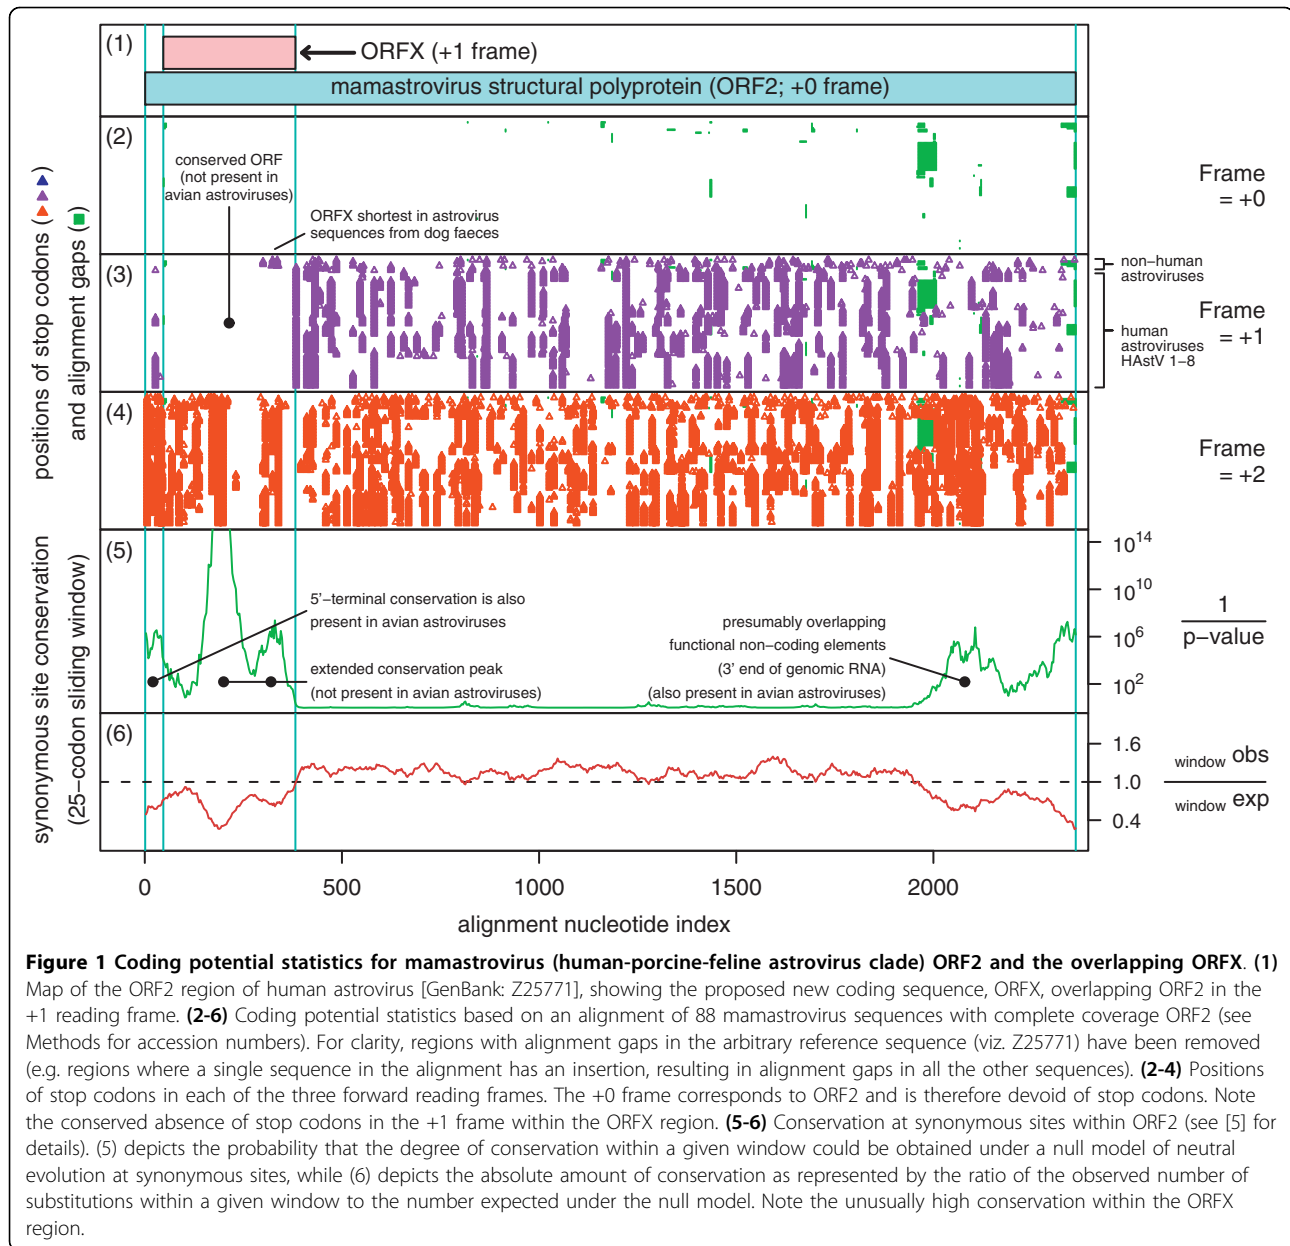 (1)
ORFX (+1 frame)
mamastrovirus structural polyprotein (ORF2; +0 frame)
(2)
conserved ORF
(not present in
avian astroviruses)
ORFX shortest in astrovirus
sequences from dog faeces
Frame
= +0
positions of stop codons (▲▲▲)
and alignment gaps (■)
(3)
non−human
astroviruses
Frame
= +1
human
astroviruses
HAstV 1−8
(4)
Frame
= +2
synonymous site conservation
(25−codon sliding window)
(5)
5'−terminal conservation is also
present in avian astroviruses
extended conservation peak
(not present in avian astroviruses)
presumably overlapping
functional non−coding elements
(3' end of genomic RNA)
(also present in avian astroviruses)
10^14
10^10
10^6
10^2
1
p−value
(6)
1.6
1.0
0.4
window obs
window exp
0 500 1000 1500 2000
alignment nucleotide index
Figure 1 Coding potential statistics for mamastrovirus (human-porcine-feline astrovirus clade) ORF2 and the overlapping ORFX. (1)
Map of the ORF2 region of human astrovirus [GenBank: Z25771], showing the proposed new coding sequence, ORFX, overlapping ORF2 in the
+1 reading frame. (2-6) Coding potential statistics based on an alignment of 88 mamastrovirus sequences with complete coverage ORF2 (see
Methods for accession numbers). For clarity, regions with alignment gaps in the arbitrary reference sequence (viz. Z25771) have been removed
(e.g. regions where a single sequence in the alignment has an insertion, resulting in alignment gaps in all the other sequences). (2-4) Positions
of stop codons in each of the three forward reading frames. The +0 frame corresponds to ORF2 and is therefore devoid of stop codons. Note
the conserved absence of stop codons in the +1 frame within the ORFX region. (5-6) Conservation at synonymous sites within ORF2 (see [5] for
details). (5) depicts the probability that the degree of conservation within a given window could be obtained under a null model of neutral
evolution at synonymous sites, while (6) depicts the absolute amount of conservation as represented by the ratio of the observed number of
substitutions within a given window to the number expected under the null model. Note the unusually high conservation within the ORFX
region.